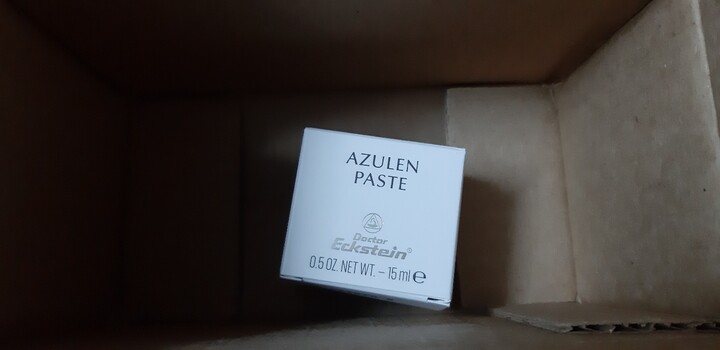 AZULEN
PASTE
Doctor
Eckstein®
0.5 OZ. NET WT. – 15 ml ℮